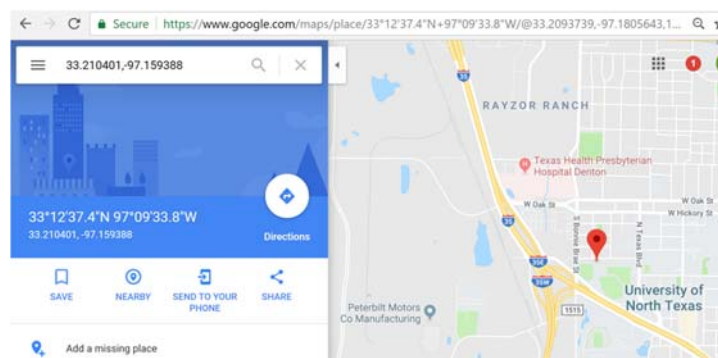 Secure | https://www.google.com/maps/place/33°12'37.4"N+97°09'33.8"W/@33.2093739,-97.1805643,1...
33.210401,-97.159388
1
33°12'37.4"N 97°09'33.8"W
33.210401, -97.159388
Directions
SAVE
NEARBY
SEND TO YOUR
PHONE
SHARE
Add a missing place
35
RAYZOR RANCH
Texas Health Presbyterian
Hospital Denton
W Oak St
W Oak St
W Hickory St
35
S Bonnie Brae St
N Texas Blvd
35E
35W
University of
North Texas
Peterbilt Motors
Co Manufacturing
1515